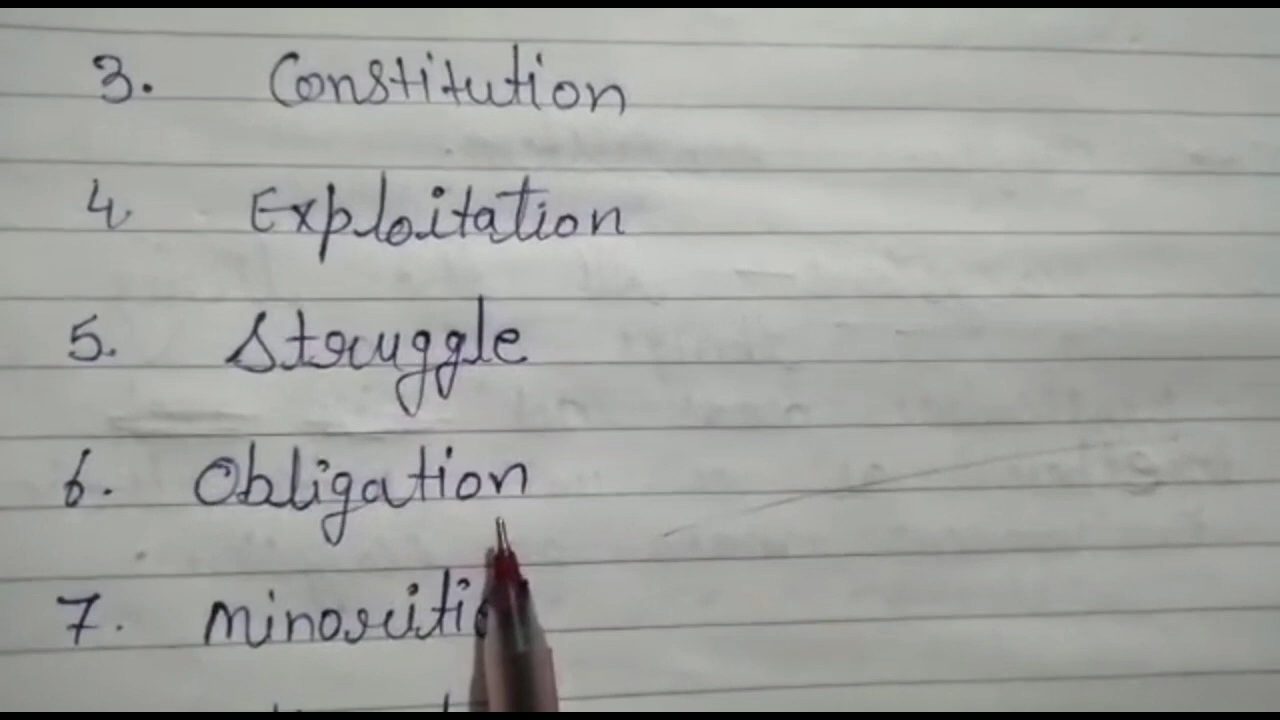 3. Constitution
4. Exploitation
5. Struggle
6. Obligation
7.